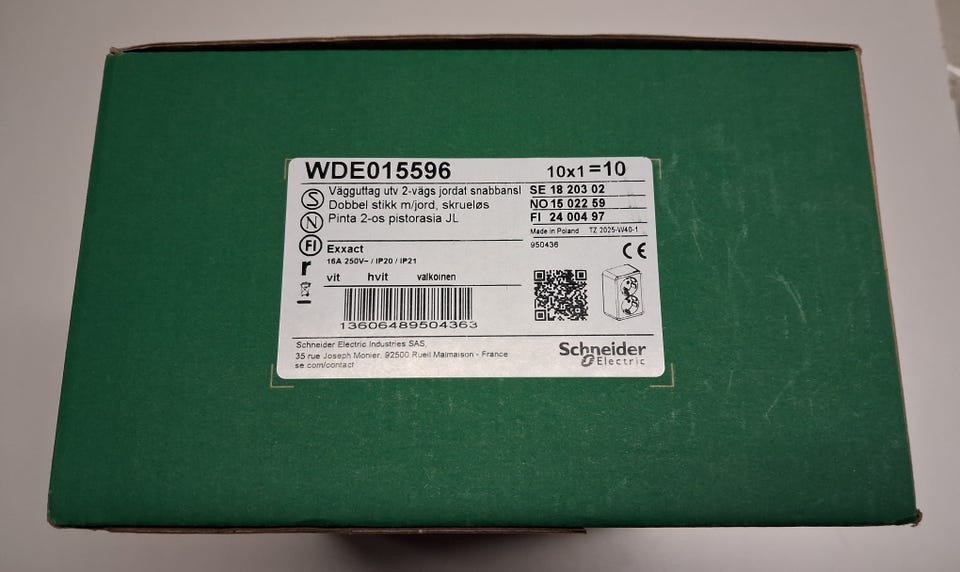 WDE015596 10x1=10
Vägguttag utv 2-vägs jordat snabbansl SE 18 203 02
Dobbel stikk m/jord, skrueløs NO 15 022 59
Pinta 2-os pistorasia JL FI 24 004 97
S
N
FI
Made in Poland TZ 2025-W40-1
Exxact 950436 CE
16A 250V~ / IP20 / IP21
vit hvit valkoinen
13606489504363
Schneider Electric Industries SAS,
35 rue Joseph Monier, 92500 Rueil Malmaison - France
se.com/contact
Schneider
Electric